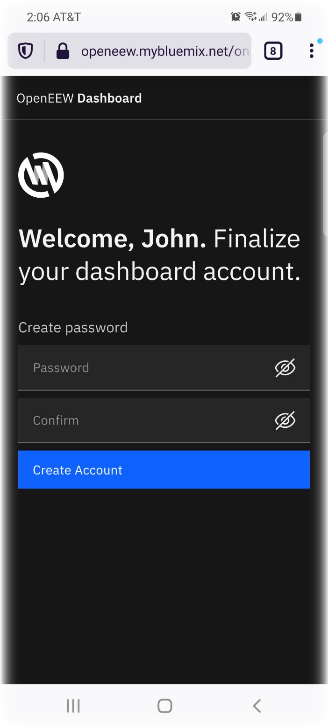 2:06 AT&T 92%
openeew.mybluemix.net/on 8
OpenEEW Dashboard
Welcome, John. Finalize
your dashboard account.
Create password
Password
Confirm
Create Account